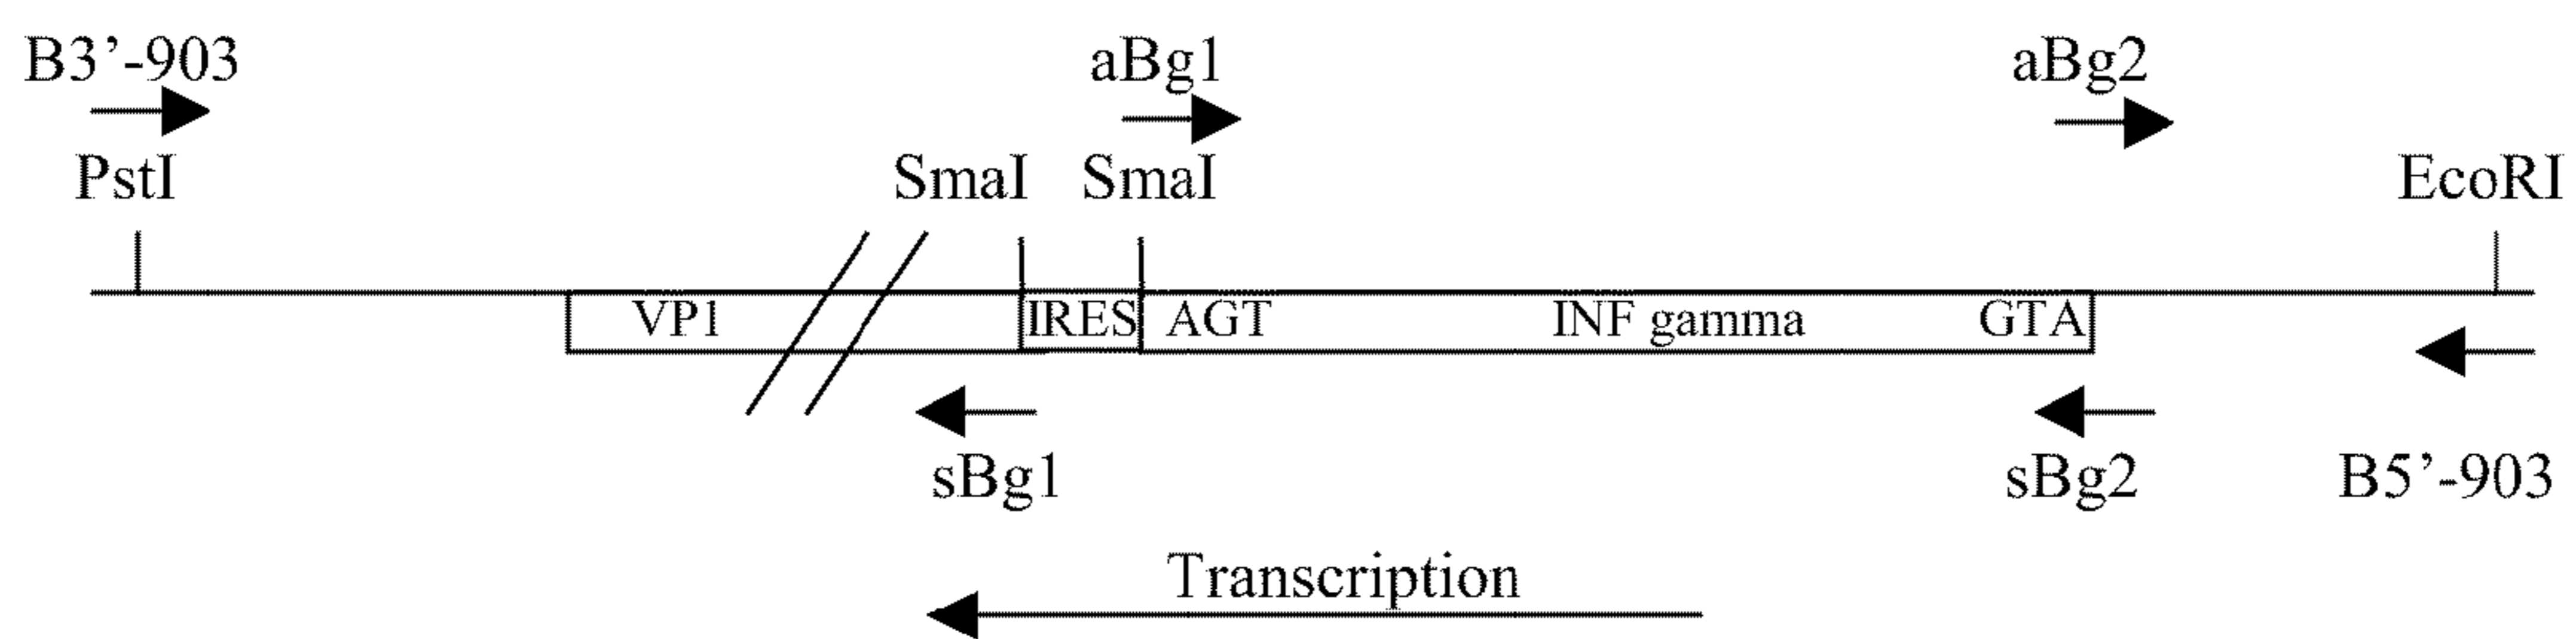 B3’-903 aBg1 aBg2
PstI SmaI SmaI EcoRI
VP1 IRES AGT INF gamma GTA
sBg1 sBg2 B5’-903
Transcription